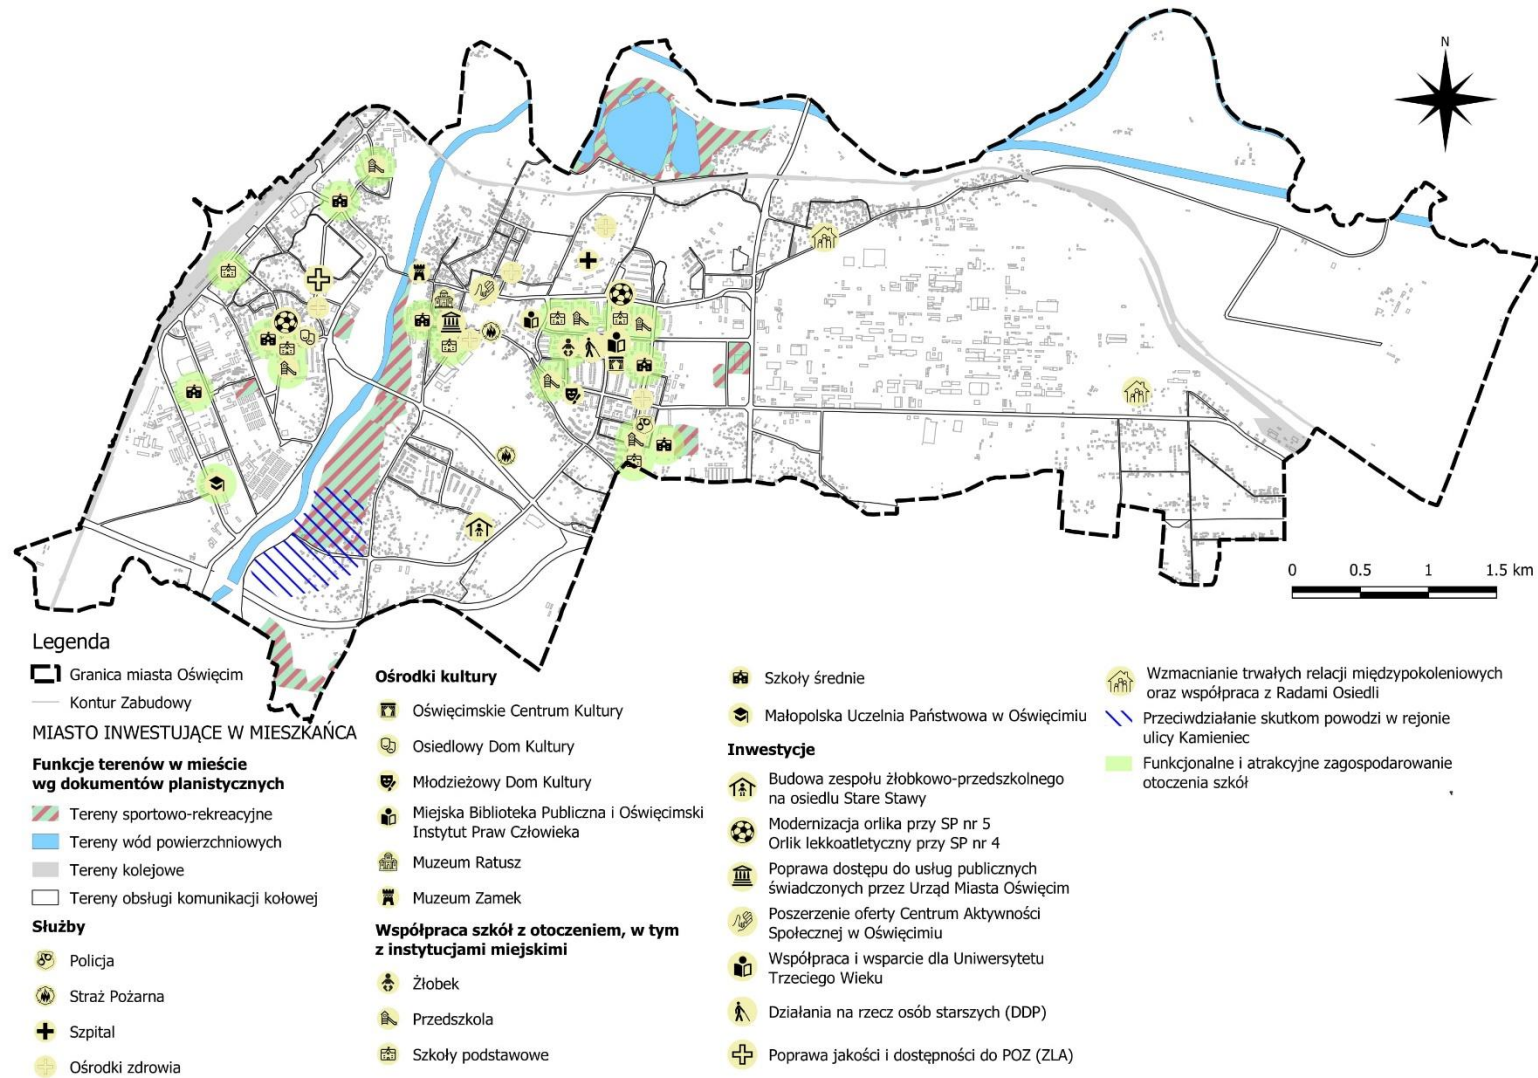 N
0 0.5 1 1.5 km
Legenda
Granica miasta Oświęcim
Kontur Zabudowy
MIASTO INWESTUJĄCE W MIESZKAŃCA
Funkcje terenów w mieście
wg dokumentów planistycznych
Tereny sportowo-rekreacyjne
Tereny wód powierzchniowych
Tereny kolejowe
Tereny obsługi komunikacji kołowej
Służby
Policja
Straż Pożarna
Szpital
Ośrodki zdrowia
Ośrodki kultury
Oświęcimskie Centrum Kultury
Osiedlowy Dom Kultury
Młodzieżowy Dom Kultury
Miejska Biblioteka Publiczna i Oświęcimski
Instytut Praw Człowieka
Muzeum Ratusz
Muzeum Zamek
Współpraca szkół z otoczeniem, w tym
z instytucjami miejskimi
Żłobek
Przedszkola
Szkoły podstawowe
Szkoły średnie
Małopolska Uczelnia Państwowa w Oświęcimiu
Inwestycje
Budowa zespołu żłobkowo-przedszkolnego
na osiedlu Stare Stawy
Modernizacja orlika przy SP nr 5
Orlik lekkoatletyczny przy SP nr 4
Poprawa dostępu do usług publicznych
świadczonych przez Urząd Miasta Oświęcim
Poszerzenie oferty Centrum Aktywności
Społecznej w Oświęcimiu
Współpraca i wsparcie dla Uniwersytetu
Trzeciego Wieku
Działania na rzecz osób starszych (DDP)
Poprawa jakości i dostępności do POZ (ZLA)
Wzmacnianie trwałych relacji międzypokoleniowych
oraz współpraca z Radami Osiedli
Przeciwdziałanie skutkom powodzi w rejonie
ulicy Kamieniec
Funkcjonalne i atrakcyjne zagospodarowanie
otoczenia szkół